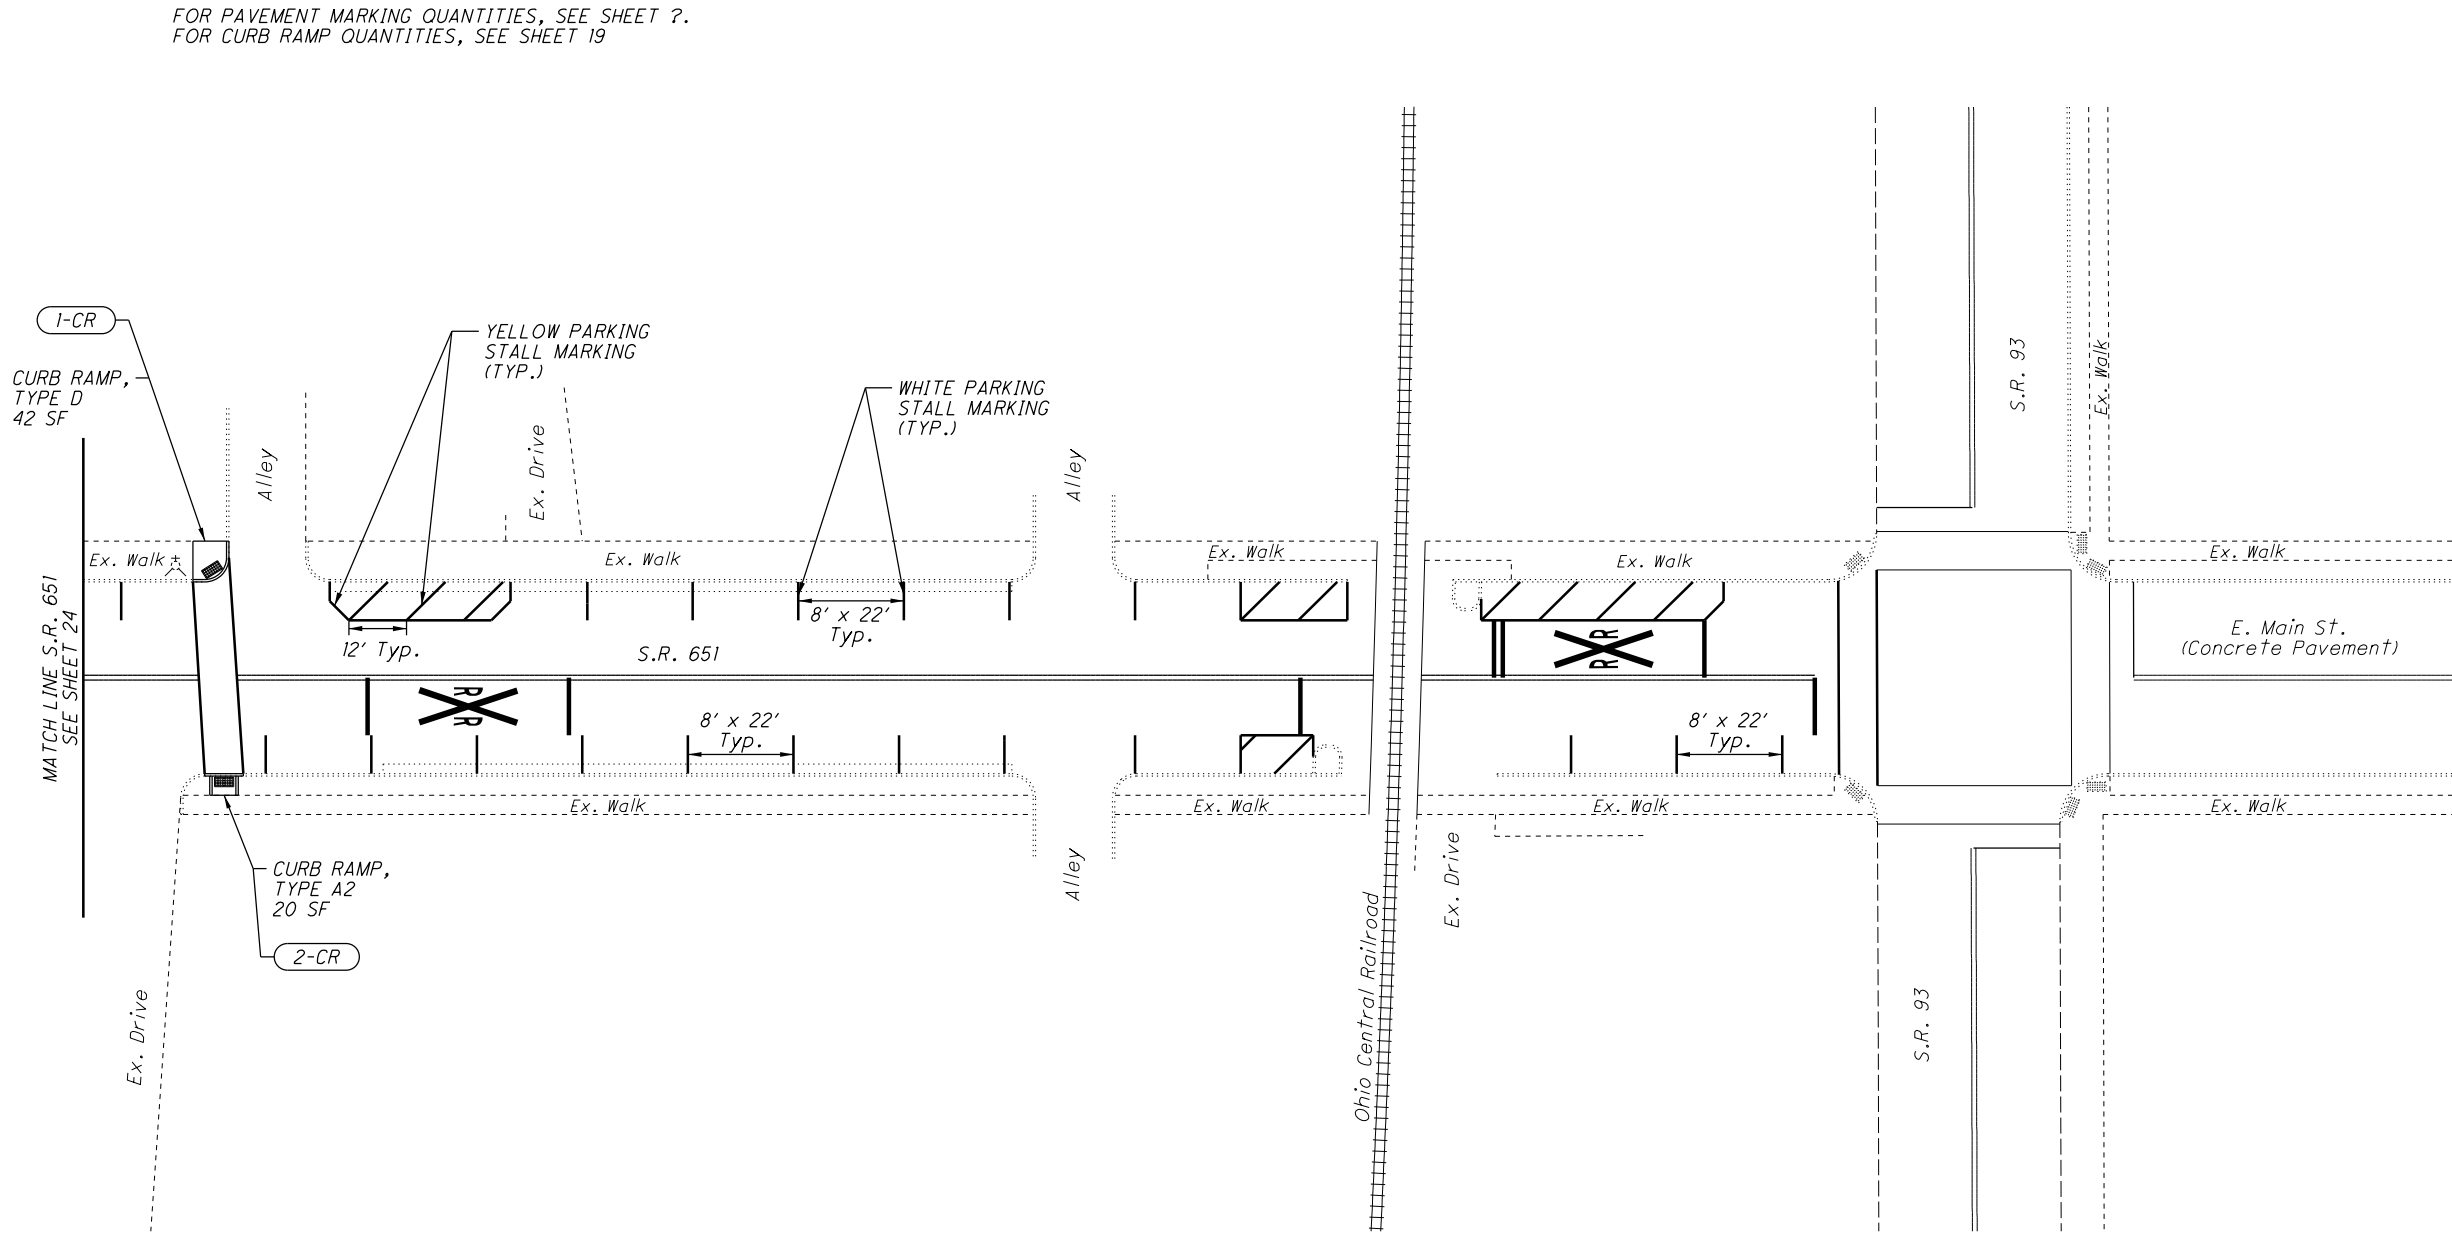 FOR PAVEMENT MARKING QUANTITIES, SEE SHEET ?.
FOR CURB RAMP QUANTITIES, SEE SHEET 19
1-CR
CURB RAMP,
TYPE D
42 SF
YELLOW PARKING
STALL MARKING
(TYP.)
WHITE PARKING
STALL MARKING
(TYP.)
Alley
Ex. Drive
Alley
S.R. 93
Ex. Walk
Ex. Walk
Ex. Walk
Ex. Walk
Ex. Walk
Ex. Walk
MATCH LINE S.R. 651
SEE SHEET 24
12' Typ.
8' x 22'
Typ.
S.R. 651
R
R
E. Main St.
(Concrete Pavement)
R
R
8' x 22'
Typ.
8' x 22'
Typ.
Ex. Walk
Ex. Walk
Ex. Walk
Ex. Walk
CURB RAMP,
TYPE A2
20 SF
2-CR
Alley
Ex. Drive
Ohio Central Railroad
Ex. Drive
S.R. 93